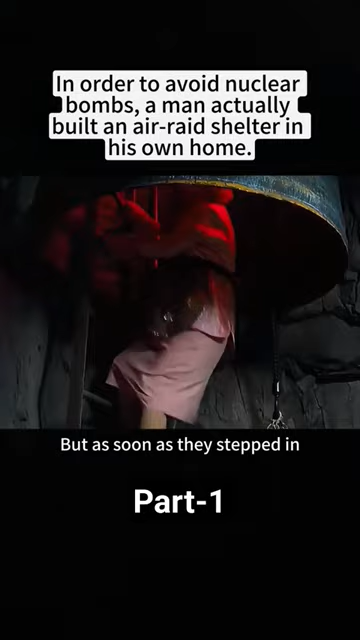 In order to avoid nuclear
bombs, a man actually
built an air-raid shelter in
his own home.
But as soon as they stepped in
Part-1